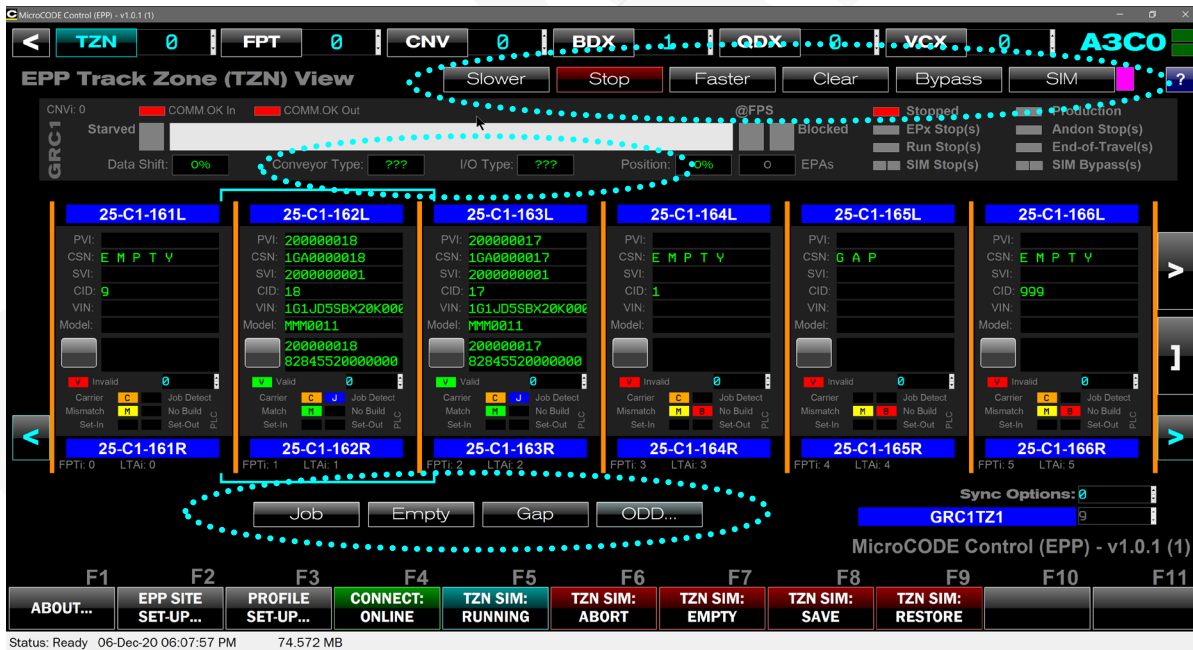 MicroCODE Control (EPP) - v1.0.1 (1)
< TZN 0 FPT 0 CNV 0 BDX 1 QDX 0 VCX 0 A3C0
EPP Track Zone (TZN) View Slower Stop Faster Clear Bypass SIM ?
CNVi: 0 COMM.OK In COMM.OK Out @FPS Stopped Production
GRC1 Starved Blocked EPx Stop(s) Andon Stop(s)
Run Stop(s) End-of-Travel(s)
Data Shift: 0% Conveyor Type: ??? I/O Type: ??? Position: 0% 0 EPAs SIM Stop(s) SIM Bypass(s)
25-C1-161L 25-C1-162L 25-C1-163L 25-C1-164L 25-C1-165L 25-C1-166L
PVI: PVI: 200000018 PVI: 200000017 PVI: PVI: PVI:
CSN: E M P T Y CSN: 1GA0000018 CSN: 1GA0000017 CSN: E M P T Y CSN: G A P CSN: E M P T Y
SVI: SVI: 2000000001 SVI: 2000000001 SVI: SVI: SVI:
CID: 9 CID: 18 CID: 17 CID: 1 CID: CID: 999
VIN: VIN: 1G1JD5SBX20K000 VIN: 1G1JD5SBX20K000 VIN: VIN: VIN:
Model: Model: MMM0011 Model: MMM0011 Model: Model: Model:
200000018 200000017
82845520000000 82845520000000
V Invalid 0 V Valid 0 V Valid 0 V Invalid 0 V Invalid 0 V Invalid 0
Carrier C Job Detect Carrier C J Job Detect Carrier C J Job Detect Carrier C Job Detect Carrier Job Detect Carrier C Job Detect
Mismatch M No Build Match M No Build Match M No Build Mismatch M B No Build Mismatch M B No Build Mismatch M B No Build
Set-In Set-Out PLC Set-In Set-Out PLC Set-In Set-Out PLC Set-In Set-Out PLC Set-In Set-Out PLC Set-In Set-Out PLC
25-C1-161R 25-C1-162R 25-C1-163R 25-C1-164R 25-C1-165R 25-C1-166R
FPTi: 0 LTAi: 0 FPTi: 1 LTAi: 1 FPTi: 2 LTAi: 2 FPTi: 3 LTAi: 3 FPTi: 4 LTAi: 4 FPTi: 5 LTAi: 5
> ] < >
Sync Options: 0
Job Empty Gap ODD... GRC1TZ1 9
MicroCODE Control (EPP) - v1.0.1 (1)
F1 F2 F3 F4 F5 F6 F7 F8 F9 F10 F11
ABOUT... EPP SITE PROFILE CONNECT: TZN SIM: TZN SIM: TZN SIM: TZN SIM: TZN SIM:
SET-UP... SET-UP... ONLINE RUNNING ABORT EMPTY SAVE RESTORE
Status: Ready 06-Dec-20 06:07:57 PM 74.572 MB